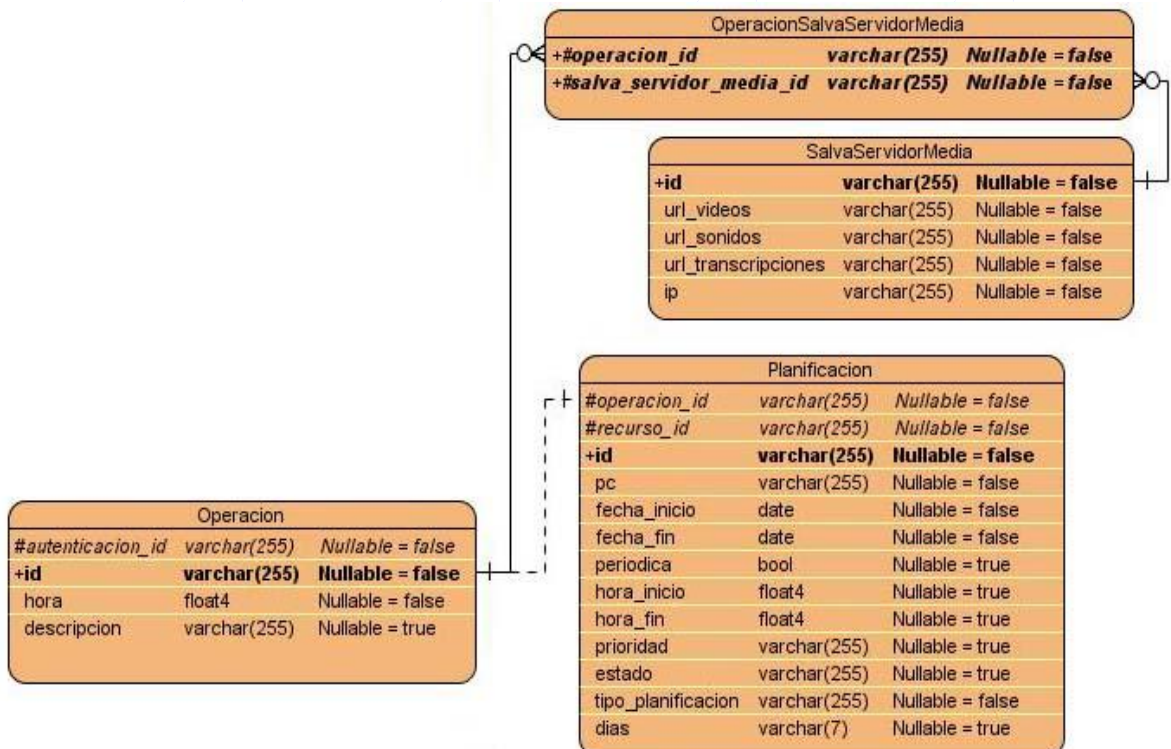 OperacionSalvaServidorMedia
+#operacion_id varchar(255) Nullable = false
+#salva_servidor_media_id varchar(255) Nullable = false
SalvaServidorMedia
+id varchar(255) Nullable = false
url_videos varchar(255) Nullable = false
url_sonidos varchar(255) Nullable = false
url_transcripciones varchar(255) Nullable = false
ip varchar(255) Nullable = false
Planificacion
#operacion_id varchar(255) Nullable = false
#recurso_id varchar(255) Nullable = false
+id varchar(255) Nullable = false
pc varchar(255) Nullable = false
fecha_inicio date Nullable = false
fecha_fin date Nullable = false
periodica bool Nullable = true
hora_inicio float4 Nullable = true
hora_fin float4 Nullable = true
prioridad varchar(255) Nullable = true
estado varchar(255) Nullable = true
tipo_planificacion varchar(255) Nullable = false
dias varchar(7) Nullable = true
Operacion
#autenticacion_id varchar(255) Nullable = false
+id varchar(255) Nullable = false
hora float4 Nullable = false
descripcion varchar(255) Nullable = true